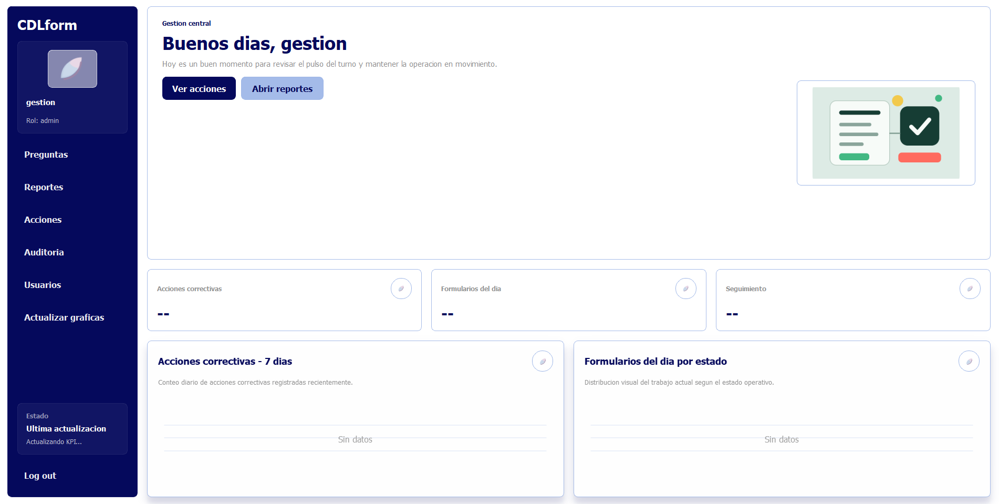 CDLform
gestion
Rol: admin
Preguntas
Reportes
Acciones
Auditoria
Usuarios
Actualizar graficas
Estado
Ultima actualizacion
Actualizando KPI...
Log out
Gestion central
Buenos dias, gestion
Hoy es un buen momento para revisar el pulso del turno y mantener la operacion en movimiento.
Ver acciones
Abrir reportes
Acciones correctivas
--
Formularios del dia
--
Seguimiento
--
Acciones correctivas - 7 dias
Conteo diario de acciones correctivas registradas recientemente.
Sin datos
Formularios del dia por estado
Distribucion visual del trabajo actual segun el estado operativo.
Sin datos